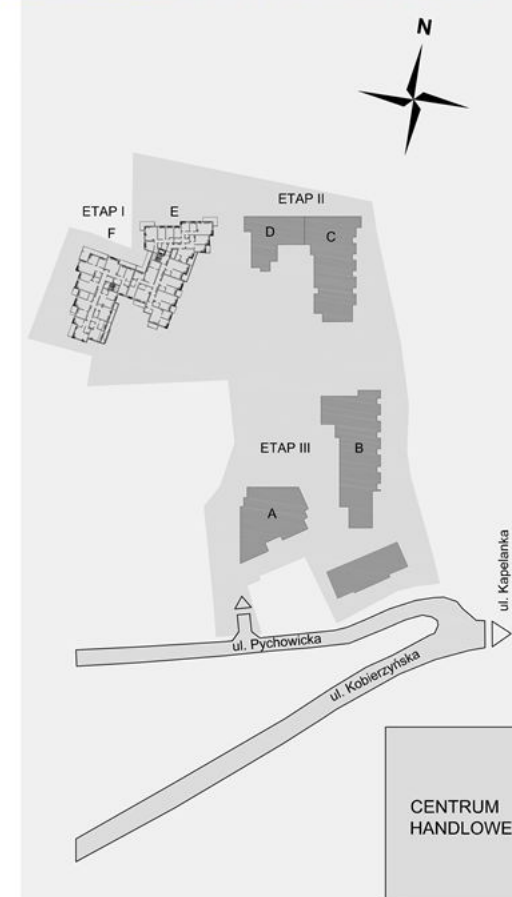 N
ETAP I
F
E
ETAP II
D
C
ETAP III
B
A
ul. Kapelanka
ul. Pychowicka
ul. Kobierzyńska
CENTRUM
HANDLOWE